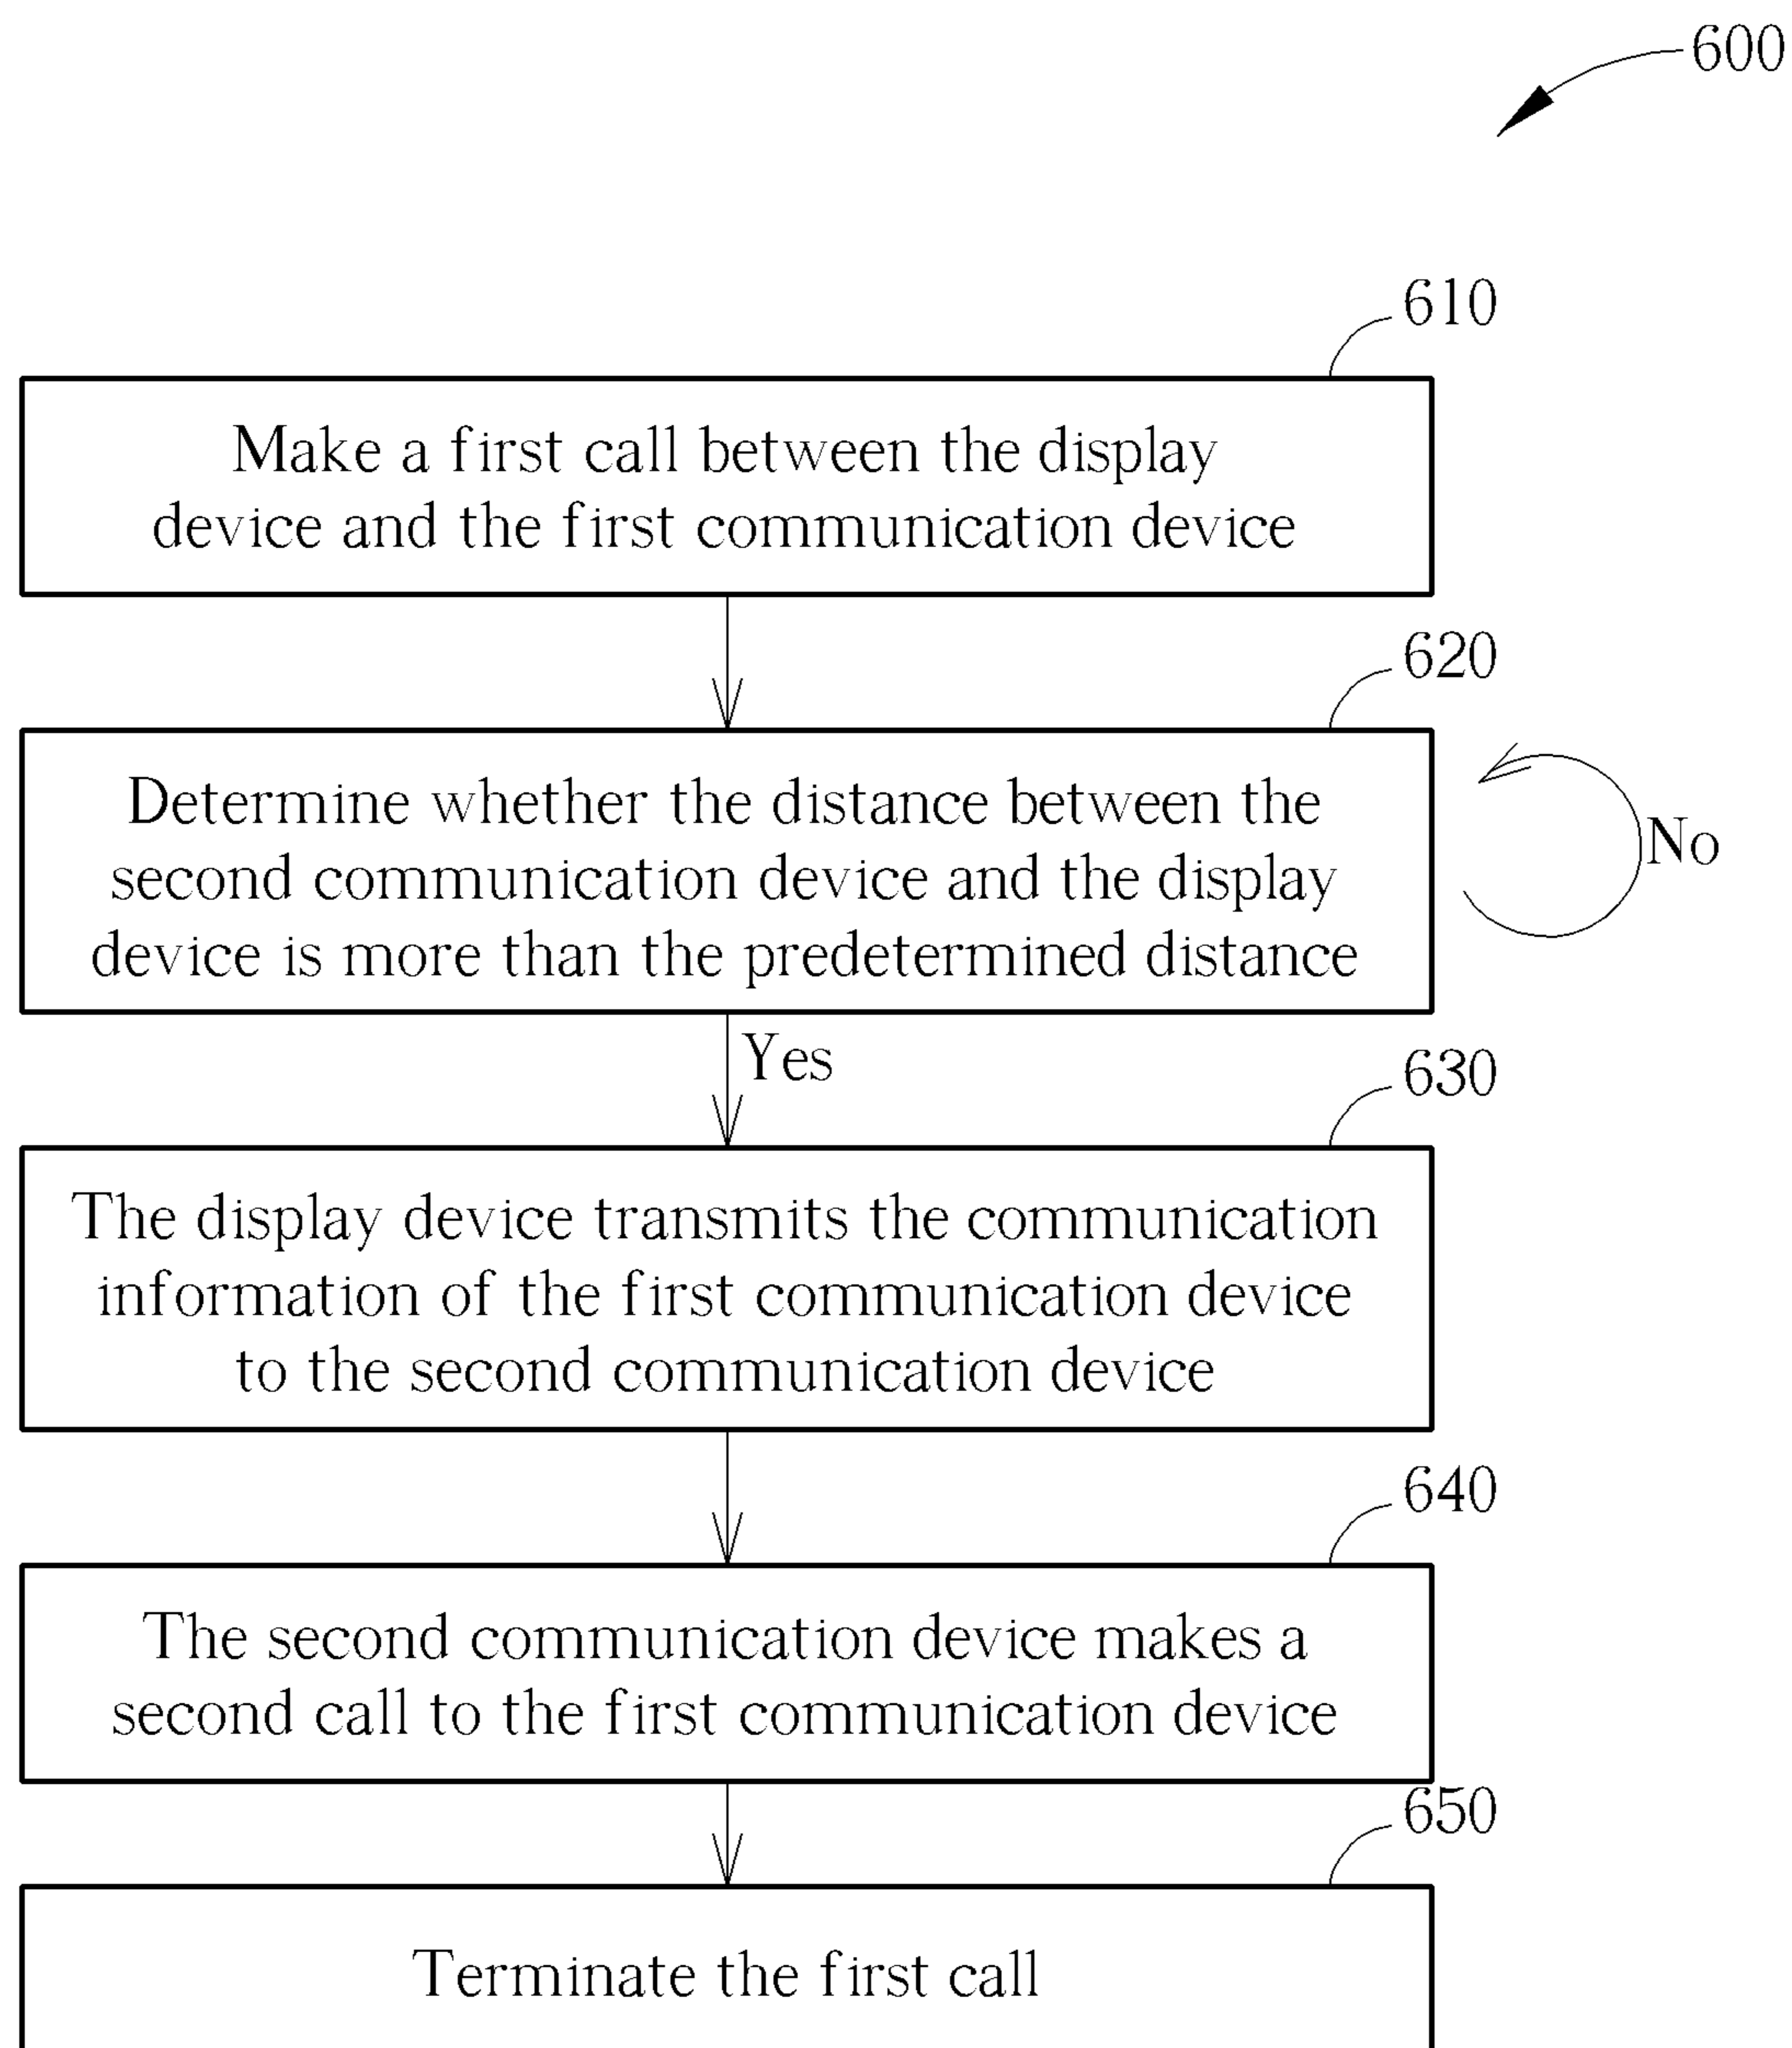 600
610
Make a first call between the display
device and the first communication device
620
Determine whether the distance between the
second communication device and the display
device is more than the predetermined distance
No
Yes
630
The display device transmits the communication
information of the first communication device
to the second communication device
640
The second communication device makes a
second call to the first communication device
650
Terminate the first call